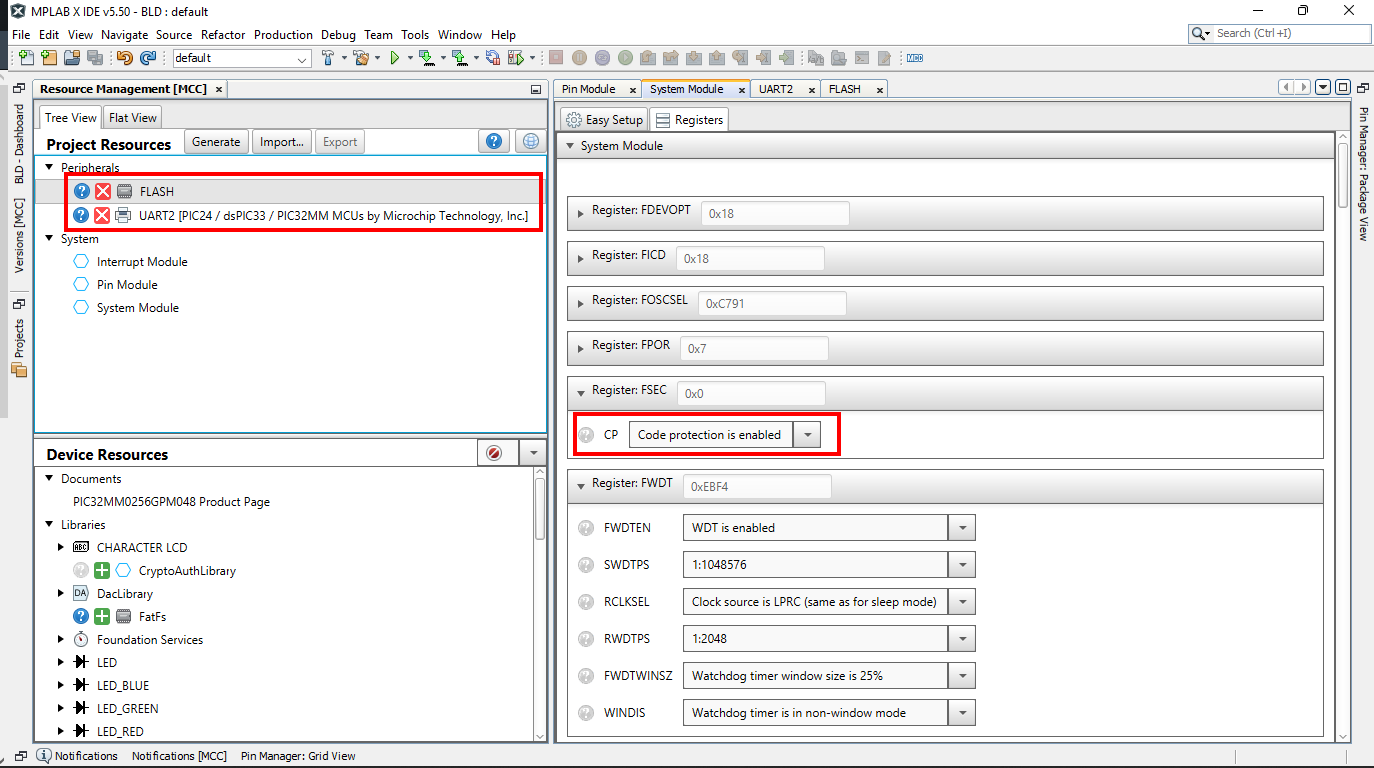 MPLAB X IDE v5.50 - BLD : default
File Edit View Navigate Source Refactor Production Debug Team Tools Window Help
Search (Ctrl+I)
default
Resource Management [MCC]
Tree View Flat View
Project Resources Generate Import... Export
Peripherals
FLASH
UART2 [PIC24 / dsPIC33 / PIC32MM MCUs by Microchip Technology, Inc.]
System
Interrupt Module
Pin Module
System Module
Device Resources
Documents
PIC32MM0256GPM048 Product Page
Libraries
CHARACTER LCD
CryptoAuthLibrary
DacLibrary
FatFs
Foundation Services
LED
LED_BLUE
LED_GREEN
LED_RED
BLD - Dashboard
Versions [MCC]
Projects
Pin Module System Module UART2 FLASH
Easy Setup Registers
System Module
Register: FDEVOPT 0x18
Register: FICD 0x18
Register: FOSCSEL 0xC791
Register: FPOR 0x7
Register: FSEC 0x0
CP Code protection is enabled
Register: FWDT 0xEBF4
FWDTEN WDT is enabled
SWDTPS 1:1048576
RCLKSEL Clock source is LPRC (same as for sleep mode)
RWDTPS 1:2048
FWDTWINSZ Watchdog timer window size is 25%
WINDIS Watchdog timer is in non-window mode
Pin Manager: Package View
Notifications Notifications [MCC] Pin Manager: Grid View